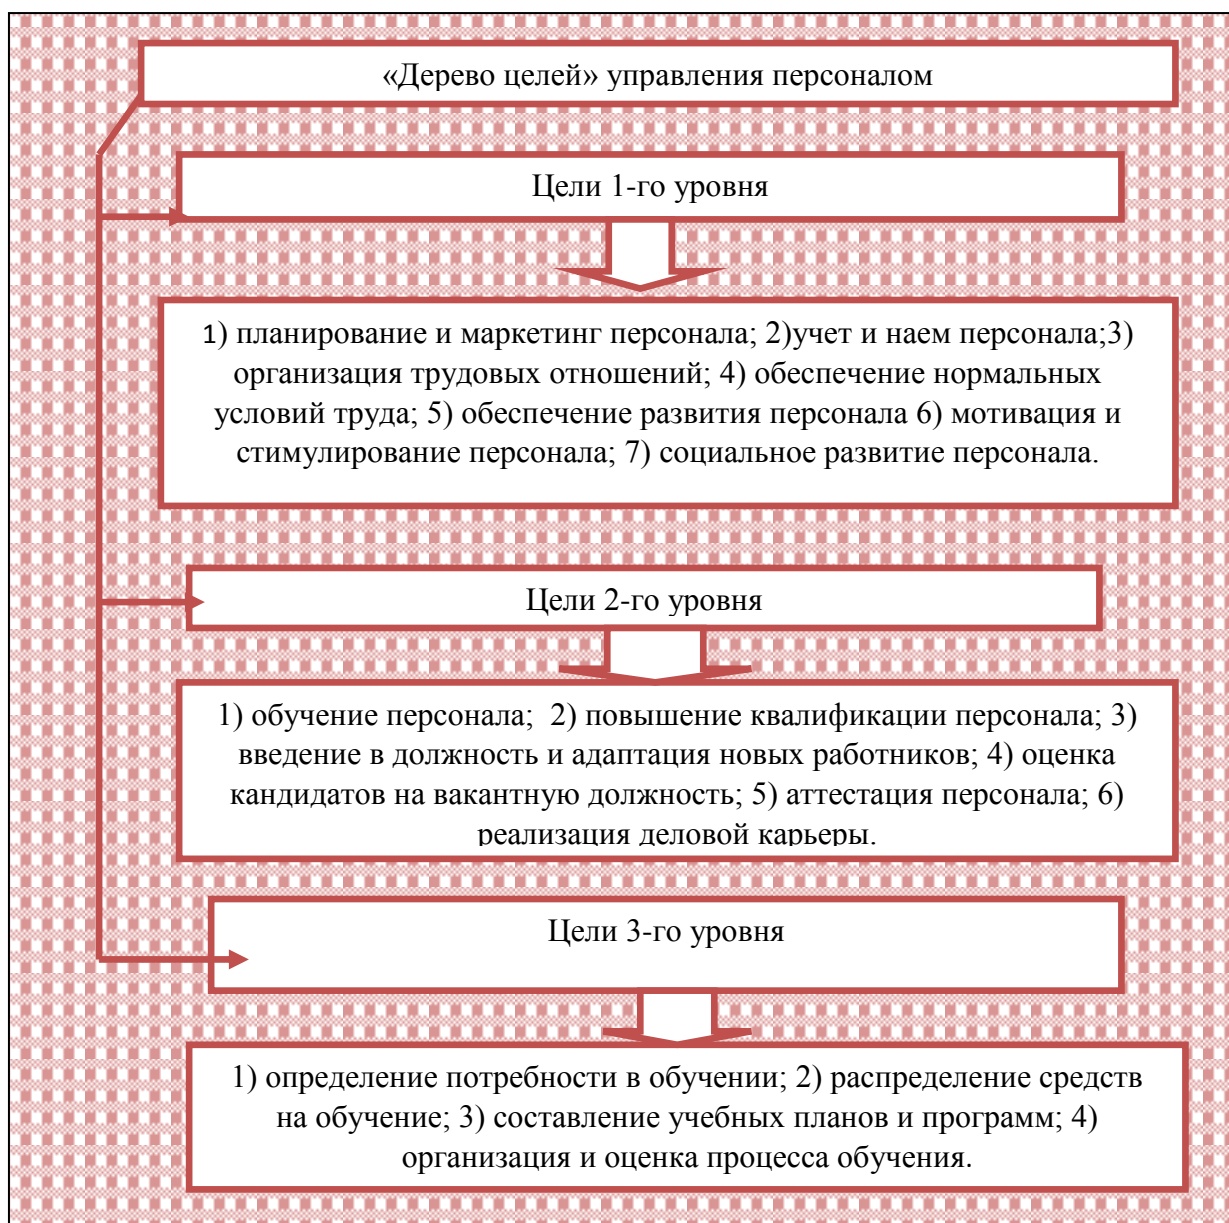 «Дерево целей» управления персоналом
Цели 1-го уровня
1) планирование и маркетинг персонала; 2)учет и наем персонала;3)
организация трудовых отношений; 4) обеспечение нормальных
условий труда; 5) обеспечение развития персонала 6) мотивация и
стимулирование персонала; 7) социальное развитие персонала.
Цели 2-го уровня
1) обучение персонала;  2) повышение квалификации персонала; 3)
введение в должность и адаптация новых работников; 4) оценка
кандидатов на вакантную должность; 5) аттестация персонала; 6)
реализация деловой карьеры.
Цели 3-го уровня
1) определение потребности в обучении; 2) распределение средств
на обучение; 3) составление учебных планов и программ; 4)
организация и оценка процесса обучения.